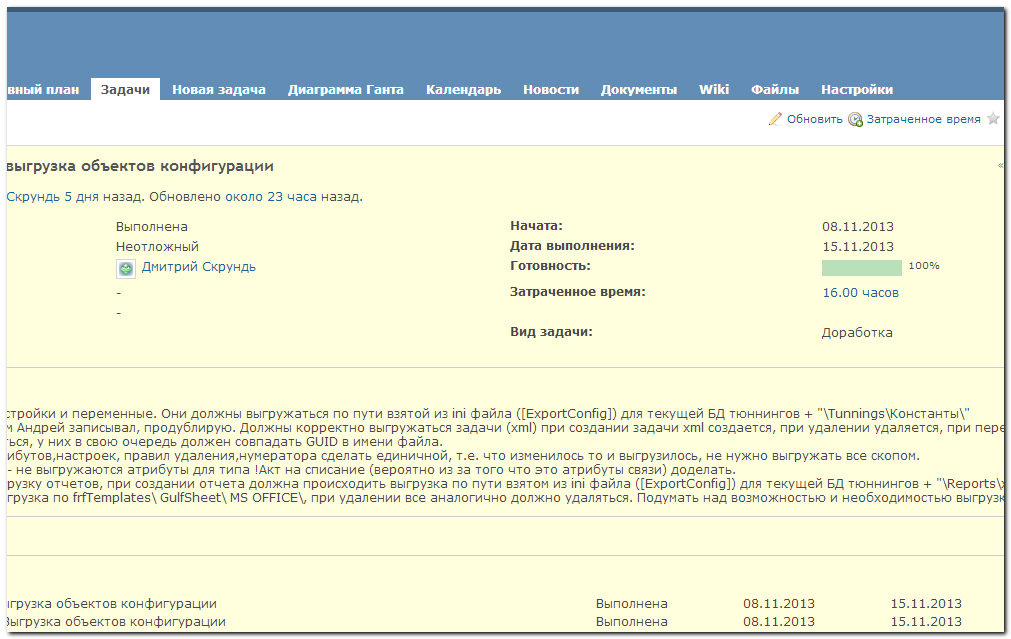 вный план Задачи Новая задача Диаграмма Ганта Календарь Новости Документы Wiki Файлы Настройки
Обновить Затраченное время
выгрузка объектов конфигурации
Скрундь 5 дня назад. Обновлено около 23 часа назад.
Выполнена Начата: 08.11.2013
Неотложный Дата выполнения: 15.11.2013
Дмитрий Скрундь Готовность: 100%
- Затраченное время: 16.00 часов
-
Вид задачи: Доработка
стройки и переменные. Они должны выгружаться по пути взятой из ini файла ([ExportConfig]) для текущей БД тюннингов + "\Tunnings\Константы\"
м Андрей записывал, продублирую. Должны корректно выгружаться задачи (xml) при создании задачи xml создается, при удалении удаляется, при пере
ться, у них в свою очередь должен совпадать GUID в имени файла.
ибутов,настроек, правил удаления,нумератора сделать единичной, т.е. что изменилось то и выгрузилось, не нужно выгружать все скопом.
- не выгружаются атрибуты для типа !Акт на списание (вероятно из за того что это атрибуты связи) доделать.
рузку отчетов, при создании отчета должна происходить выгрузка по пути взятом из ini файла ([ExportConfig]) для текущей БД тюннингов + "\Reports\
грузка по frfTemplates\ GulfSheet\ MS OFFICE\, при удалении все аналогично должно удаляться. Подумать над возможностью и необходимостью выгрузк
грузка объектов конфигурации Выполнена 08.11.2013 15.11.2013
Выгрузка объектов конфигурации Выполнена 08.11.2013 15.11.2013